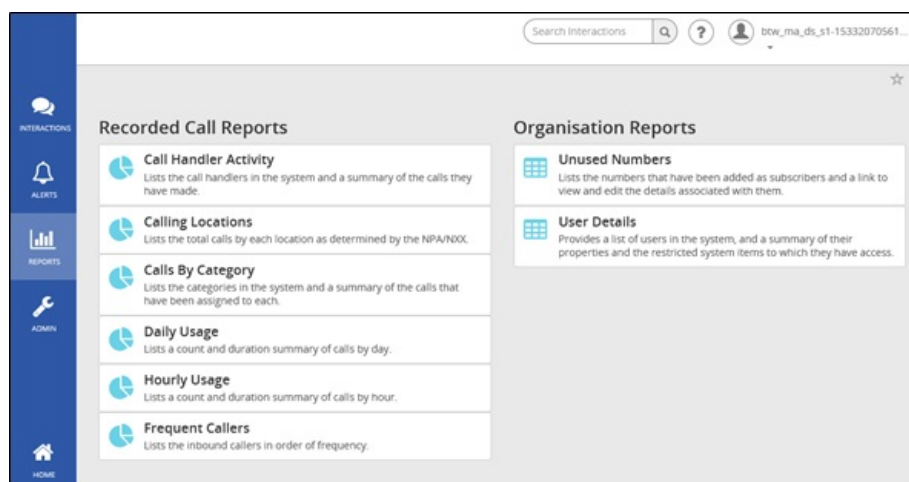 Search Interactions
?
btw_ma_ds_s1-15332070561...
INTERACTIONS
ALERTS
REPORTS
ADMIN
HOME
Recorded Call Reports
Call Handler Activity
Lists the call handlers in the system and a summary of the calls they
have made.
Calling Locations
Lists the total calls by each location as determined by the NPA/NXX.
Calls By Category
Lists the categories in the system and a summary of the calls that
have been assigned to each.
Daily Usage
Lists a count and duration summary of calls by day.
Hourly Usage
Lists a count and duration summary of calls by hour.
Frequent Callers
Lists the inbound callers in order of frequency.
Organisation Reports
Unused Numbers
Lists the numbers that have been added as subscribers and a link to
view and edit the details associated with them.
User Details
Provides a list of users in the system, and a summary of their
properties and the restricted system items to which they have access.